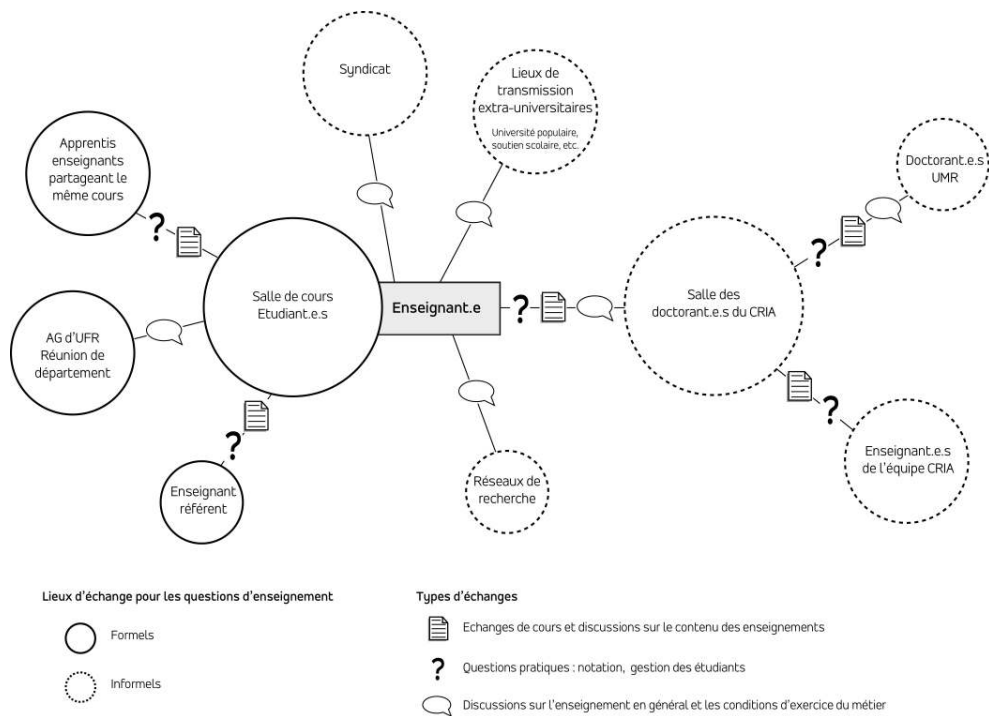 Syndicat
Lieux de
transmission
extra-universitaires
Université populaire,
soutien scolaire, etc.
Apprentis
enseignants
partageant le
même cours
Doctorant.e.s
UMR
?
?
Salle de cours
Etudiant.e.s
Enseignant.e
?
Salle des
doctorant.e.s du CRIA
AG d'UFR
Réunion de
département
?
?
Enseignant
référent
Réseaux de
recherche
Enseignant.e.s
de l'équipe CRIA
Lieux d'échange pour les questions d'enseignement
Formels
Informels
Types d'échanges
Echanges de cours et discussions sur le contenu des enseignements
? Questions pratiques : notation, gestion des étudiants
Discussions sur l'enseignement en général et les conditions d'exercice du métier